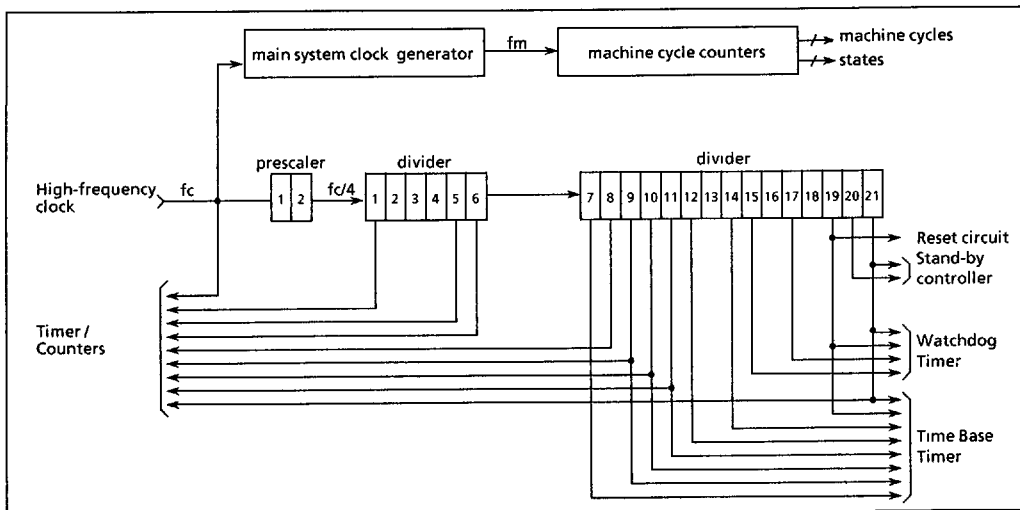 main system clock generator
fm
machine cycle counters
machine cycles
states
prescaler
divider
divider
High-frequency
clock
fc
1 2
fc/4
1 2 3 4 5 6
7 8 9 10 11 12 13 14 15 16 17 18 19 20 21
Reset circuit
Stand-by
controller
Timer /
Counters
Watchdog
Timer
Time Base
Timer